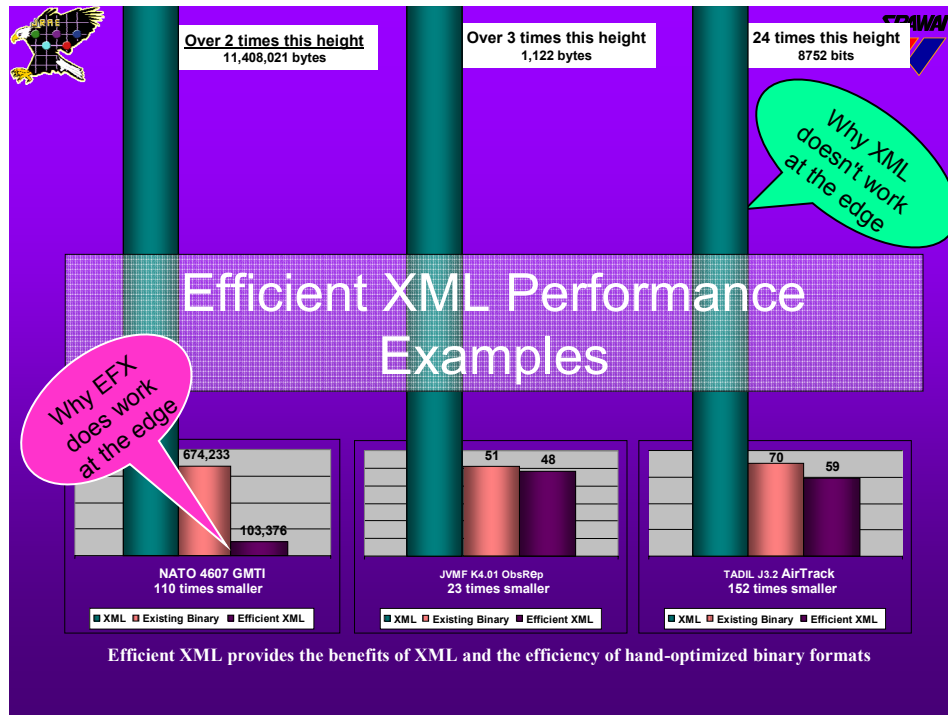 JRAE
SPAWAR
Over 2 times this height
11,408,021 bytes
Over 3 times this height
1,122 bytes
24 times this height
8752 bits
Why XML
doesn't work
at the edge
Efficient XML Performance
Examples
Why EFX
does work
at the edge
674,233
103,376
51
48
70
59
NATO 4607 GMTI
110 times smaller
JVMF K4.01 ObsRep
23 times smaller
TADIL J3.2 AirTrack
152 times smaller
XML Existing Binary Efficient XML
XML Existing Binary Efficient XML
XML Existing Binary Efficient XML
Efficient XML provides the benefits of XML and the efficiency of hand-optimized binary formats